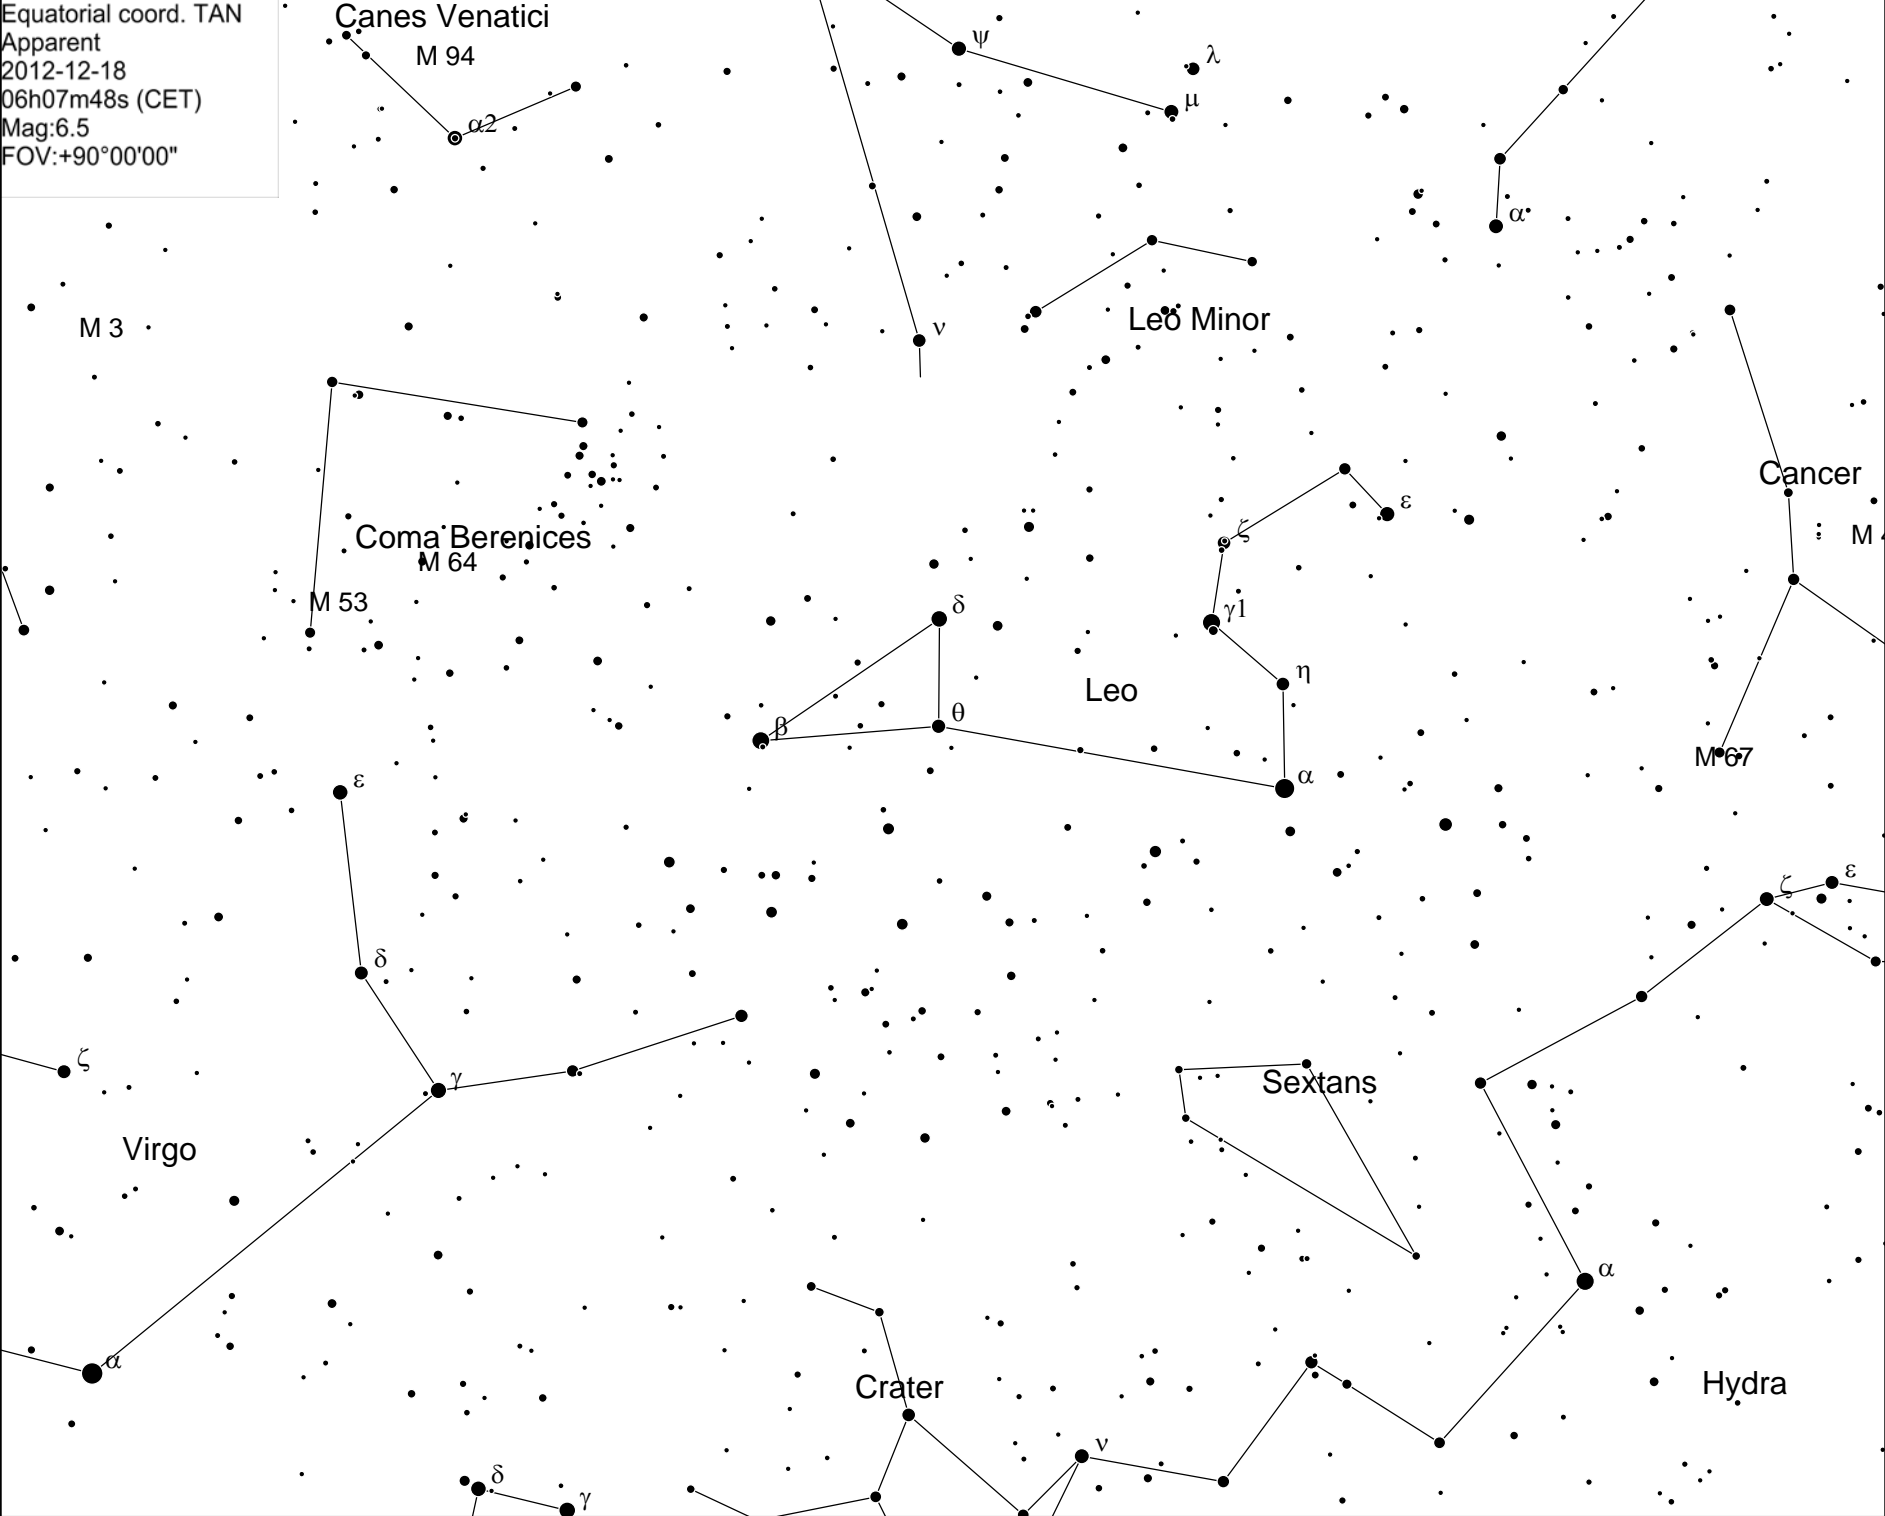 Equatorial coord. TAN
Apparent
2012-12-18
06h07m48s (CET)
Mag:6.5
FOV:+90°00'00"
Canes Venatici
M 94
α2
ψ
λ
μ
α
M 3
ν
Leo Minor
Cancer
M 4
Coma Berenices
M 64
M 53
ε
ζ
γ1
δ
η
Leo
θ
β
α
M 67
ε
δ
ζ
ε
ζ
γ
Virgo
Sextans
α
α
Crater
Hydra
ν
δ
γ